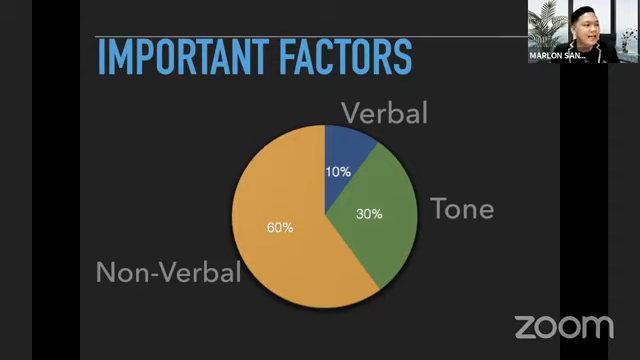 IMPORTANT FACTORS
MARLON SAN...
Verbal
10%
30%
Tone
60%
Non-Verbal
zoom